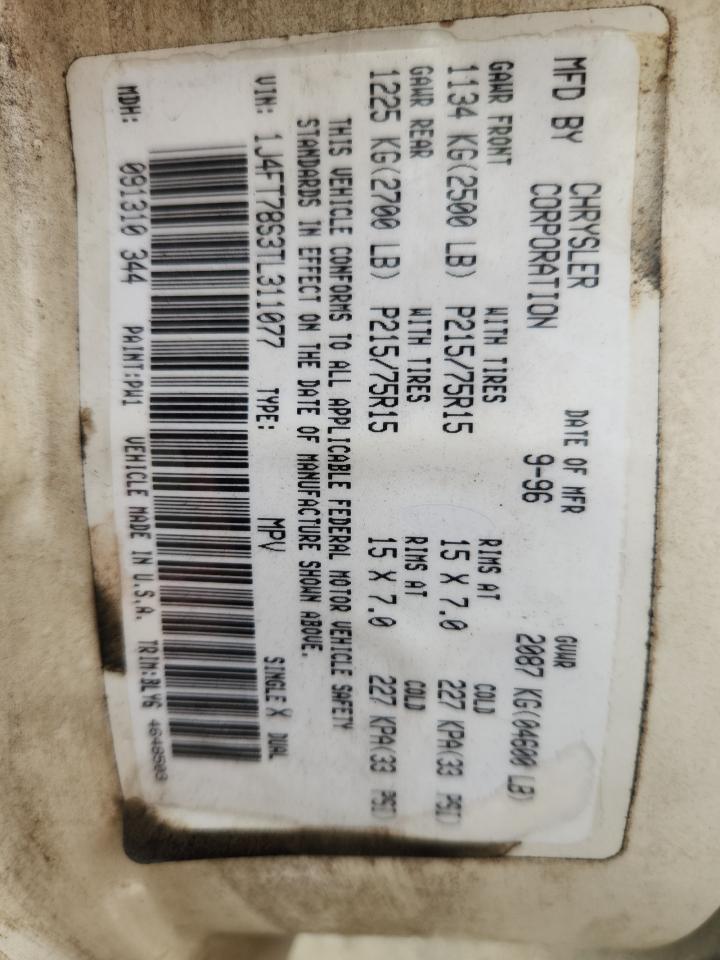 MFD BY CHRYSLER CORPORATION DATE OF MFR 9-96 GVWR 2087 KG(04600 LB)
GAWR FRONT WITH TIRES RIMS AT COLD
1134 KG(2500 LB) P215/75R15 15 X 7.0 227 KPA(33 PSI)
GAWR REAR WITH TIRES RIMS AT COLD
1225 KG(2700 LB) P215/75R15 15 X 7.0 227 KPA(33 PSI)
THIS VEHICLE CONFORMS TO ALL APPLICABLE FEDERAL MOTOR VEHICLE SAFETY
STANDARDS IN EFFECT ON THE DATE OF MANUFACTURE SHOWN ABOVE.
VIN: 1J4FT78S3TL311077 TYPE: MPV SINGLE X DUAL
MDH: 091310 344 PAINT:PW1 VEHICLE MADE IN U.S.A. TRIM:BLYS 4648503